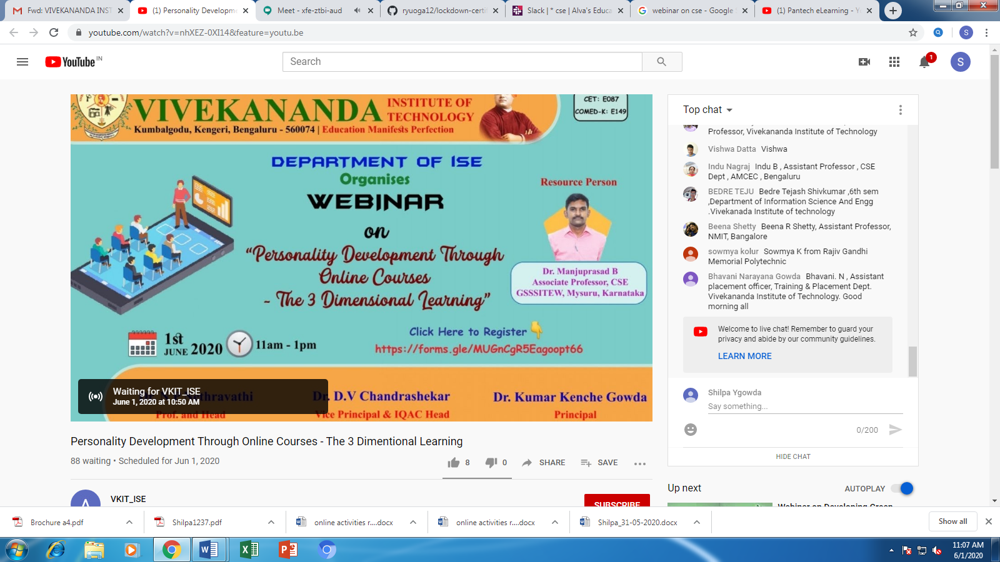 Fwd: VIVEKANANDA INST
(1) Personality Developme
Meet - xfe-ztbi-aud
ryuoga12/lockdown-certif
Slack | * cse | Alva's Educa
webinar on cse - Google
(1) Pantech eLearning - Y
youtube.com/watch?v=nhXEZ-0XI14&feature=youtu.be
S
YouTube IN
Search
1
S
VIVEKANANDA INSTITUTE OF
TECHNOLOGY
Kumbalgodu, Kengeri, Bengaluru - 560074 | Education Manifests Perfection
CET: E087
COMED-K: E149
DEPARTMENT OF ISE
Organises
WEBINAR
on
"Personality Development Through
Online Courses
- The 3 Dimensional Learning"
Resource Person
Dr. Manjuprasad B
Associate Professor, CSE
GSSSITEW, Mysuru, Karnataka
1st
JUNE 2020
11am - 1pm
Click Here to Register
https://forms.gle/MUGnCgR5Eagoopt66
Waiting for VKIT_ISE
June 1, 2020 at 10:50 AM
Prof. and Head
Dr. D.V Chandrashekar
Vice Principal & IQAC Head
Dr. Kumar Kenche Gowda
Principal
Personality Development Through Online Courses - The 3 Dimentional Learning
88 waiting • Scheduled for Jun 1, 2020
8
0
SHARE
SAVE
VKIT_ISE
SUBSCRIBE
Top chat
Professor, Vivekananda Institute of Technology
Vishwa Datta Vishwa
Indu Nagraj Indu B , Assistant Professor , CSE
Dept , AMCEC , Bengaluru
BEDRE TEJU Bedre Tejash Shivkumar ,6th sem
,Department of Information Science And Engg
.Vivekanada Institute of technology
Beena Shetty Beena R Shetty, Assistant Professor,
NMIT, Bangalore
sowmya kolur Sowmya K from Rajiv Gandhi
Memorial Polytechnic
Bhavani Narayana Gowda Bhavani. N , Assistant
placement officer, Training & Placement Dept.
Vivekananda Institute of Technology. Good
morning all
Welcome to live chat! Remember to guard your
privacy and abide by our community guidelines.
LEARN MORE
Shilpa Ygowda
Say something...
0/200
HIDE CHAT
Up next
AUTOPLAY
Webinar on Developing Green
Brochure a4.pdf
Shilpa1237.pdf
online activities r....docx
online activities r....docx
Shilpa_31-05-2020.docx
Show all
11:07 AM
6/1/2020